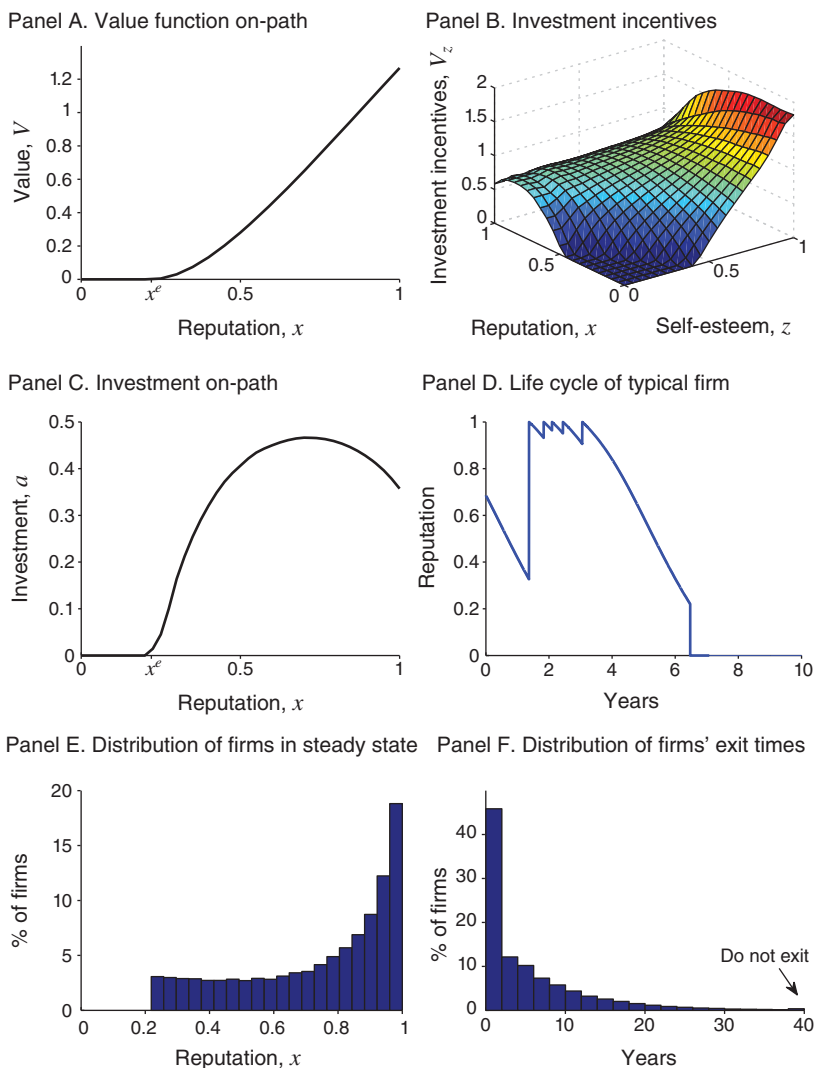 Panel A. Value function on-path
Value, V
1.2
1
0.8
0.6
0.4
0.2
0
0
xᵉ
0.5
1
Reputation, x
Panel B. Investment incentives
Investment incentives, V_z
2
1.5
1
0.5
0
1
0.5
0
0
0.5
1
Reputation, x
Self-esteem, z
Panel C. Investment on-path
Investment, a
0.5
0.4
0.3
0.2
0.1
0
0
xᵉ
0.5
1
Reputation, x
Panel D. Life cycle of typical firm
Reputation
1
0.8
0.6
0.4
0.2
0
0
2
4
6
8
10
Years
Panel E. Distribution of firms in steady state
% of firms
20
15
10
5
0
0
0.2
0.4
0.6
0.8
1
Reputation, x
Panel F. Distribution of firms' exit times
% of firms
40
30
20
10
0
Do not exit
0
10
20
30
40
Years